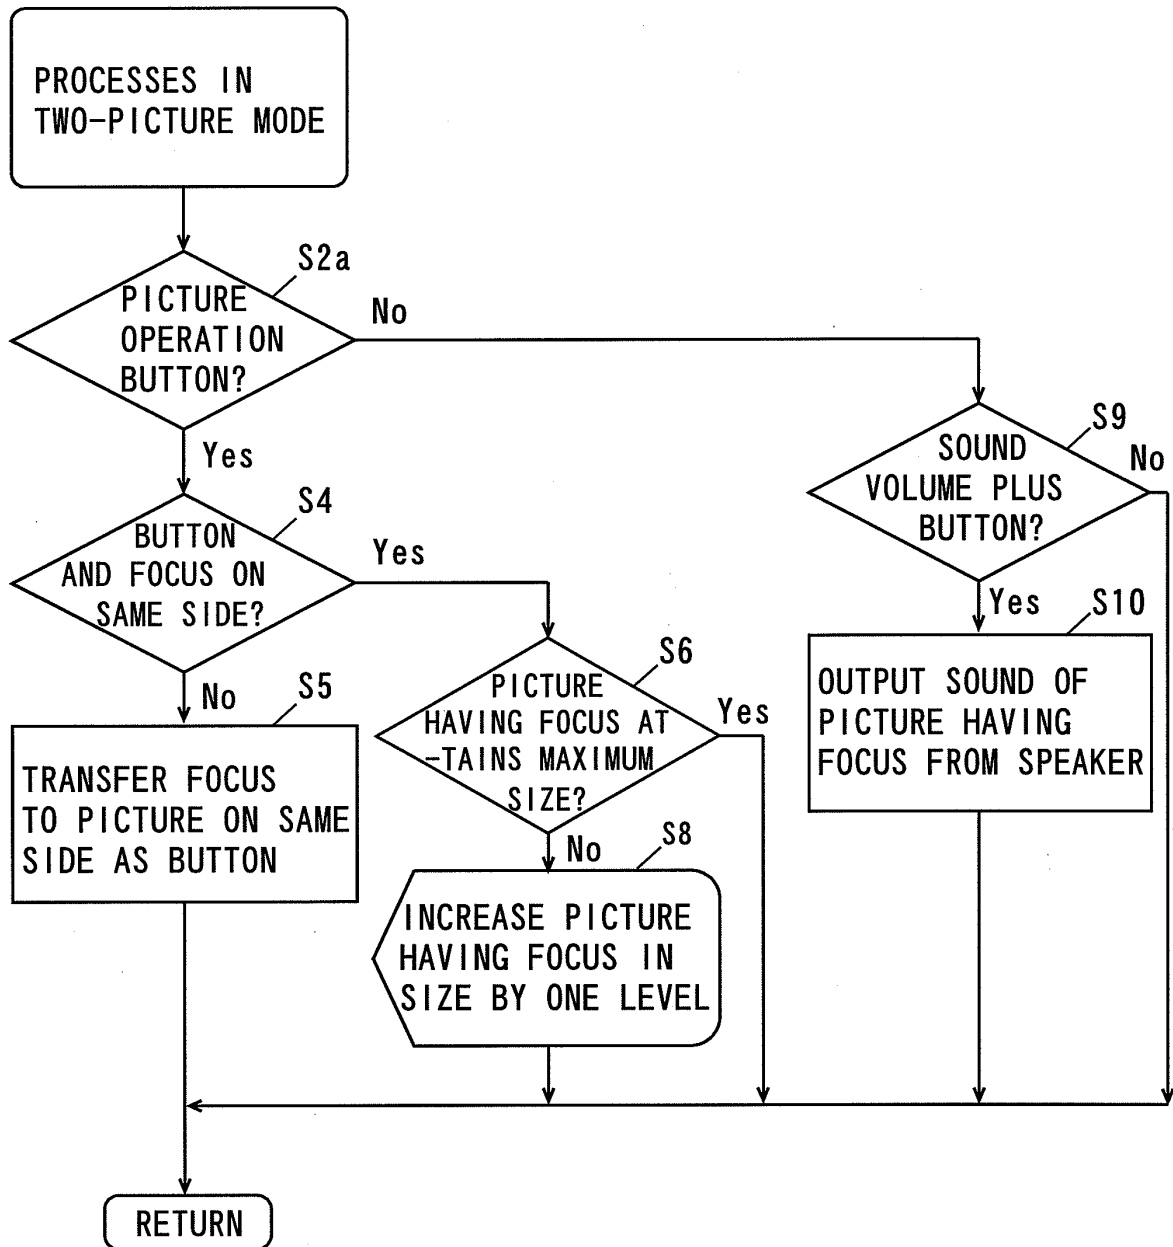 PROCESSES IN
TWO-PICTURE MODE
S2a
PICTURE
OPERATION
BUTTON?
No
Yes
S9
SOUND
VOLUME PLUS
BUTTON?
No
Yes
S4
BUTTON
AND FOCUS ON
SAME SIDE?
Yes
No
S10
OUTPUT SOUND OF
PICTURE HAVING
FOCUS FROM SPEAKER
S6
PICTURE
HAVING FOCUS AT
-TAINS MAXIMUM
SIZE?
Yes
No
S5
TRANSFER FOCUS
TO PICTURE ON SAME
SIDE AS BUTTON
S8
INCREASE PICTURE
HAVING FOCUS IN
SIZE BY ONE LEVEL
RETURN